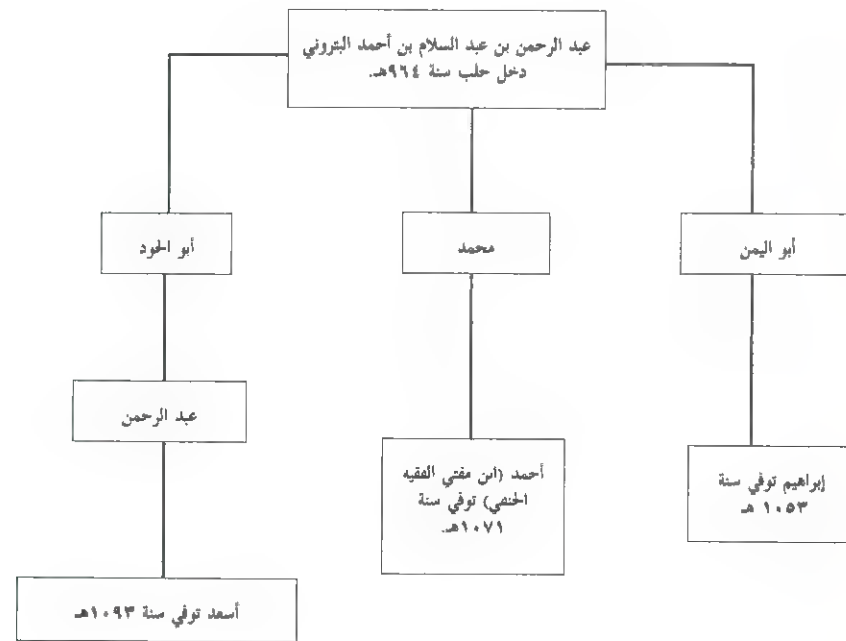 عبد الرحمن بن عبد السلام بن أحمد البتروني
دخل حلب سنة ٩٦٤هـ.
أبو اليمن
محمد
أبو الحود
عبد الرحمن
إبراهيم توفي سنة
١٠٥٣ هـ
أحمد (ابن مفتي الفقيه
الحنفي) توفي سنة
١٠٧١هـ.
أسعد توفي سنة ١٠٩٣هـ